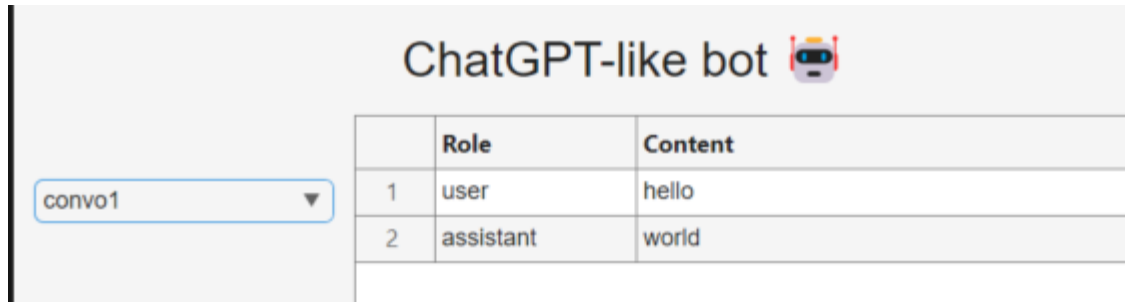 ChatGPT-like bot 🤖
Role Content
convo1
1 user hello
2 assistant world